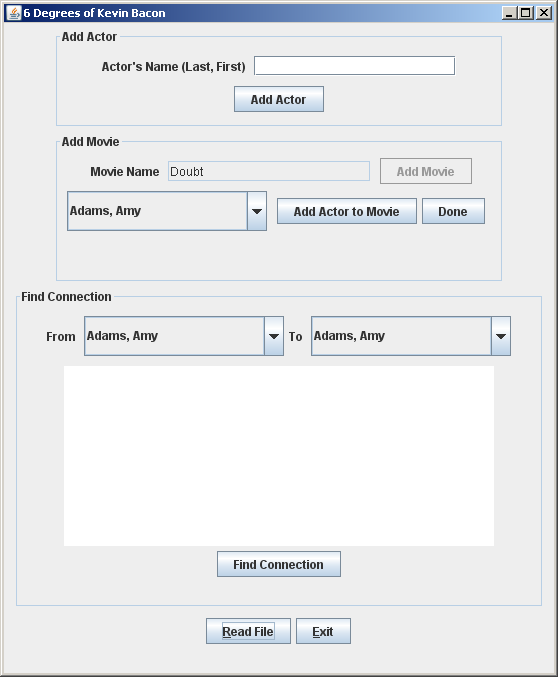 6 Degrees of Kevin Bacon
Add Actor
Actor's Name (Last, First)
Add Actor
Add Movie
Movie Name Doubt Add Movie
Adams, Amy Add Actor to Movie Done
Find Connection
From Adams, Amy To Adams, Amy
Find Connection
Read File Exit